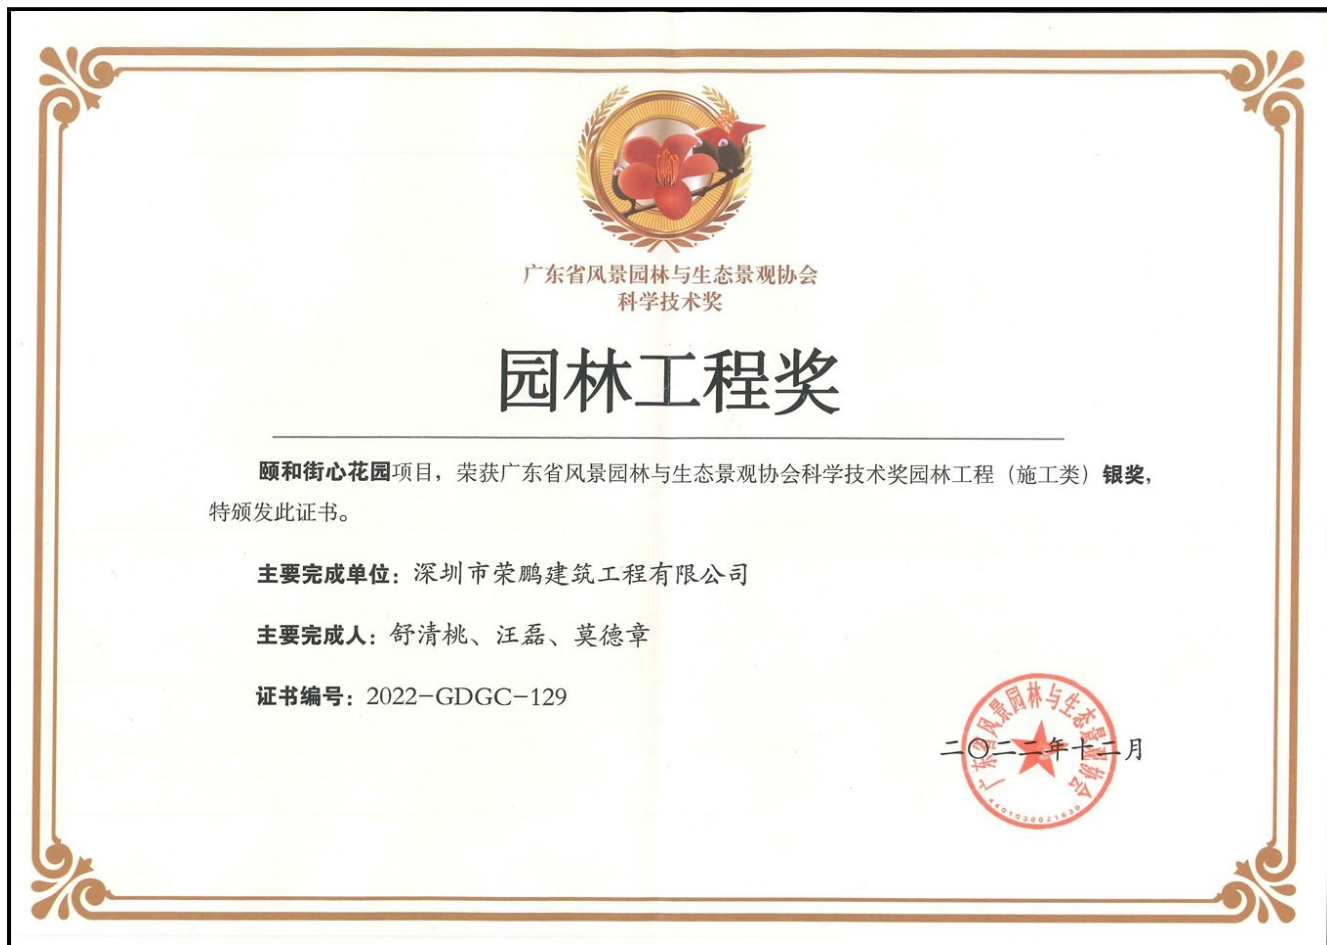 广东省风景园林与生态景观协会
科学技术奖
园林工程奖
颐和街心花园项目，荣获广东省风景园林与生态景观协会科学技术奖园林工程（施工类）银奖，
特颁发此证书。
主要完成单位：深圳市荣鹏建筑工程有限公司
主要完成人：舒清桃、汪磊、莫德章
证书编号：2022-GDGC-129
二〇二二年十二月
广东省风景园林与生态景观协会